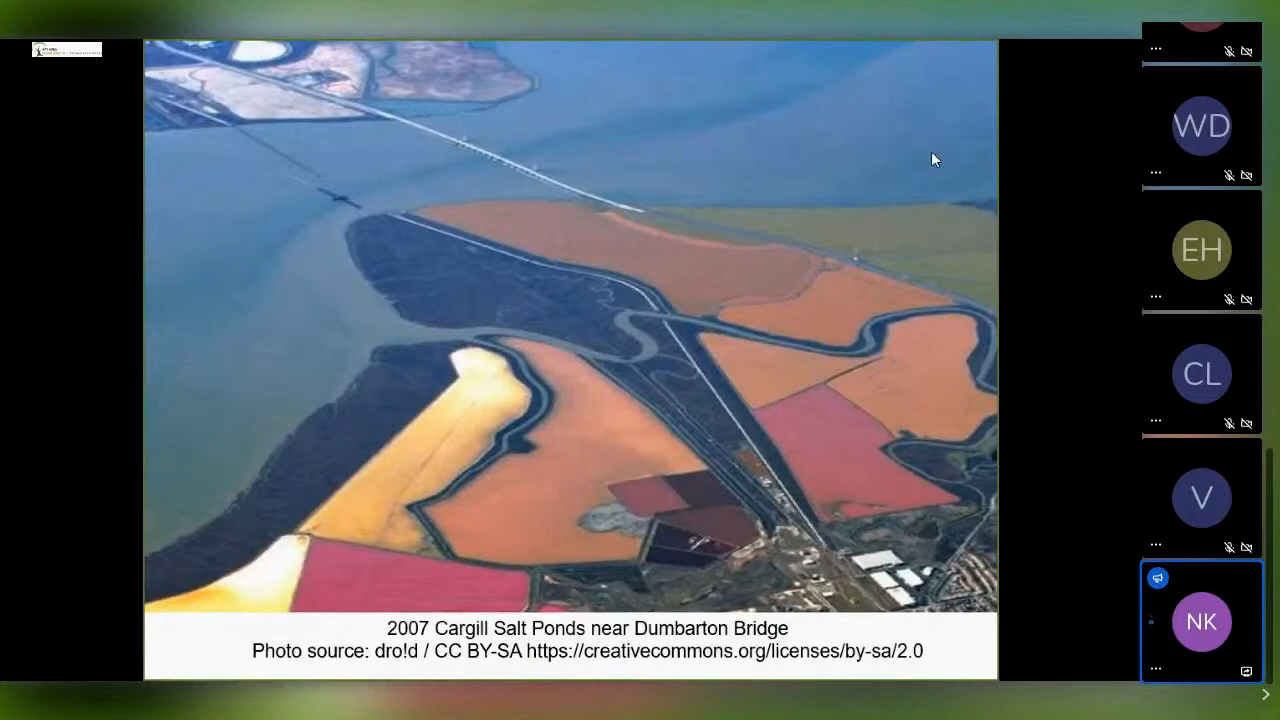 WD
EH
CL
V
NK
2007 Cargill Salt Ponds near Dumbarton Bridge
Photo source: dro!d / CC BY-SA https://creativecommons.org/licenses/by-sa/2.0